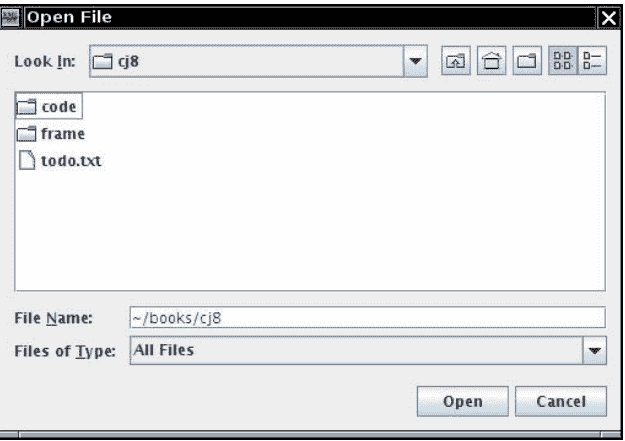 Open File
Look In: cj8
code
frame
todo.txt
File Name: ~/books/cj8
Files of Type: All Files
Open Cancel